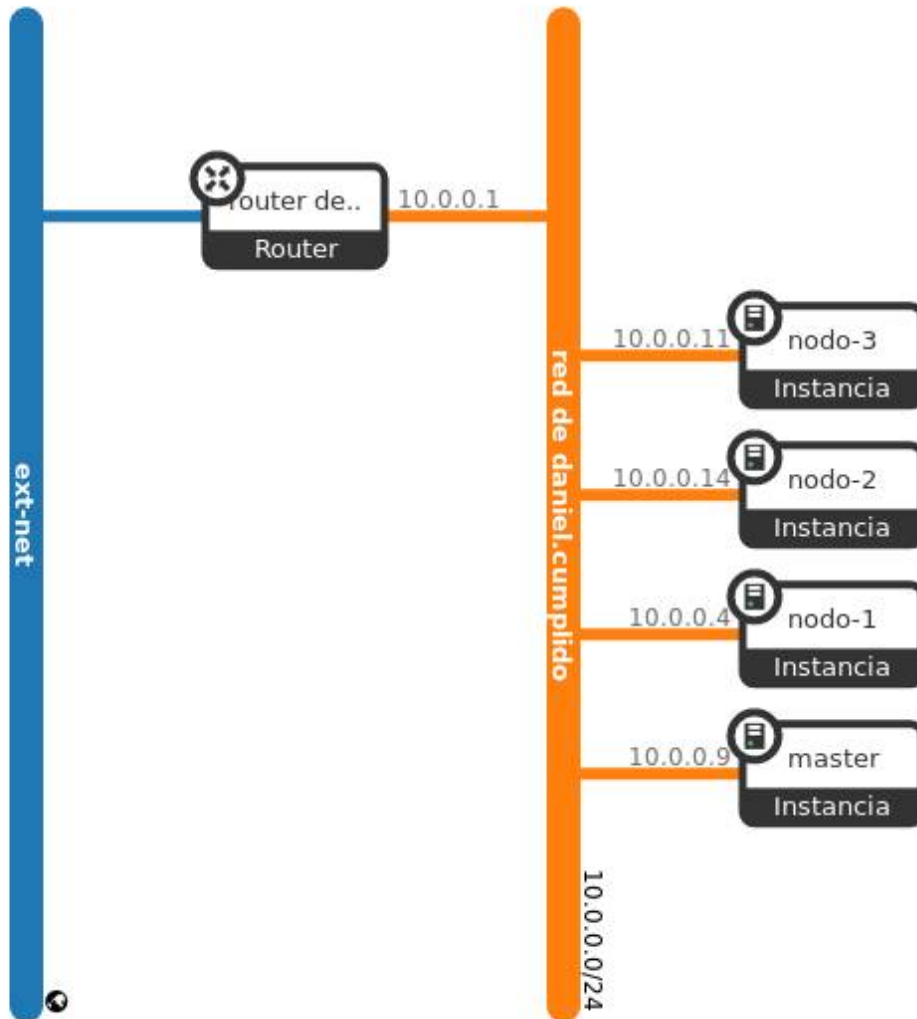 router de..
Router
10.0.0.1
10.0.0.11
nodo-3
Instancia
red de daniel.cumplido
ext-net
10.0.0.14
nodo-2
Instancia
10.0.0.4
nodo-1
Instancia
10.0.0.9
master
Instancia
10.0.0.0/24